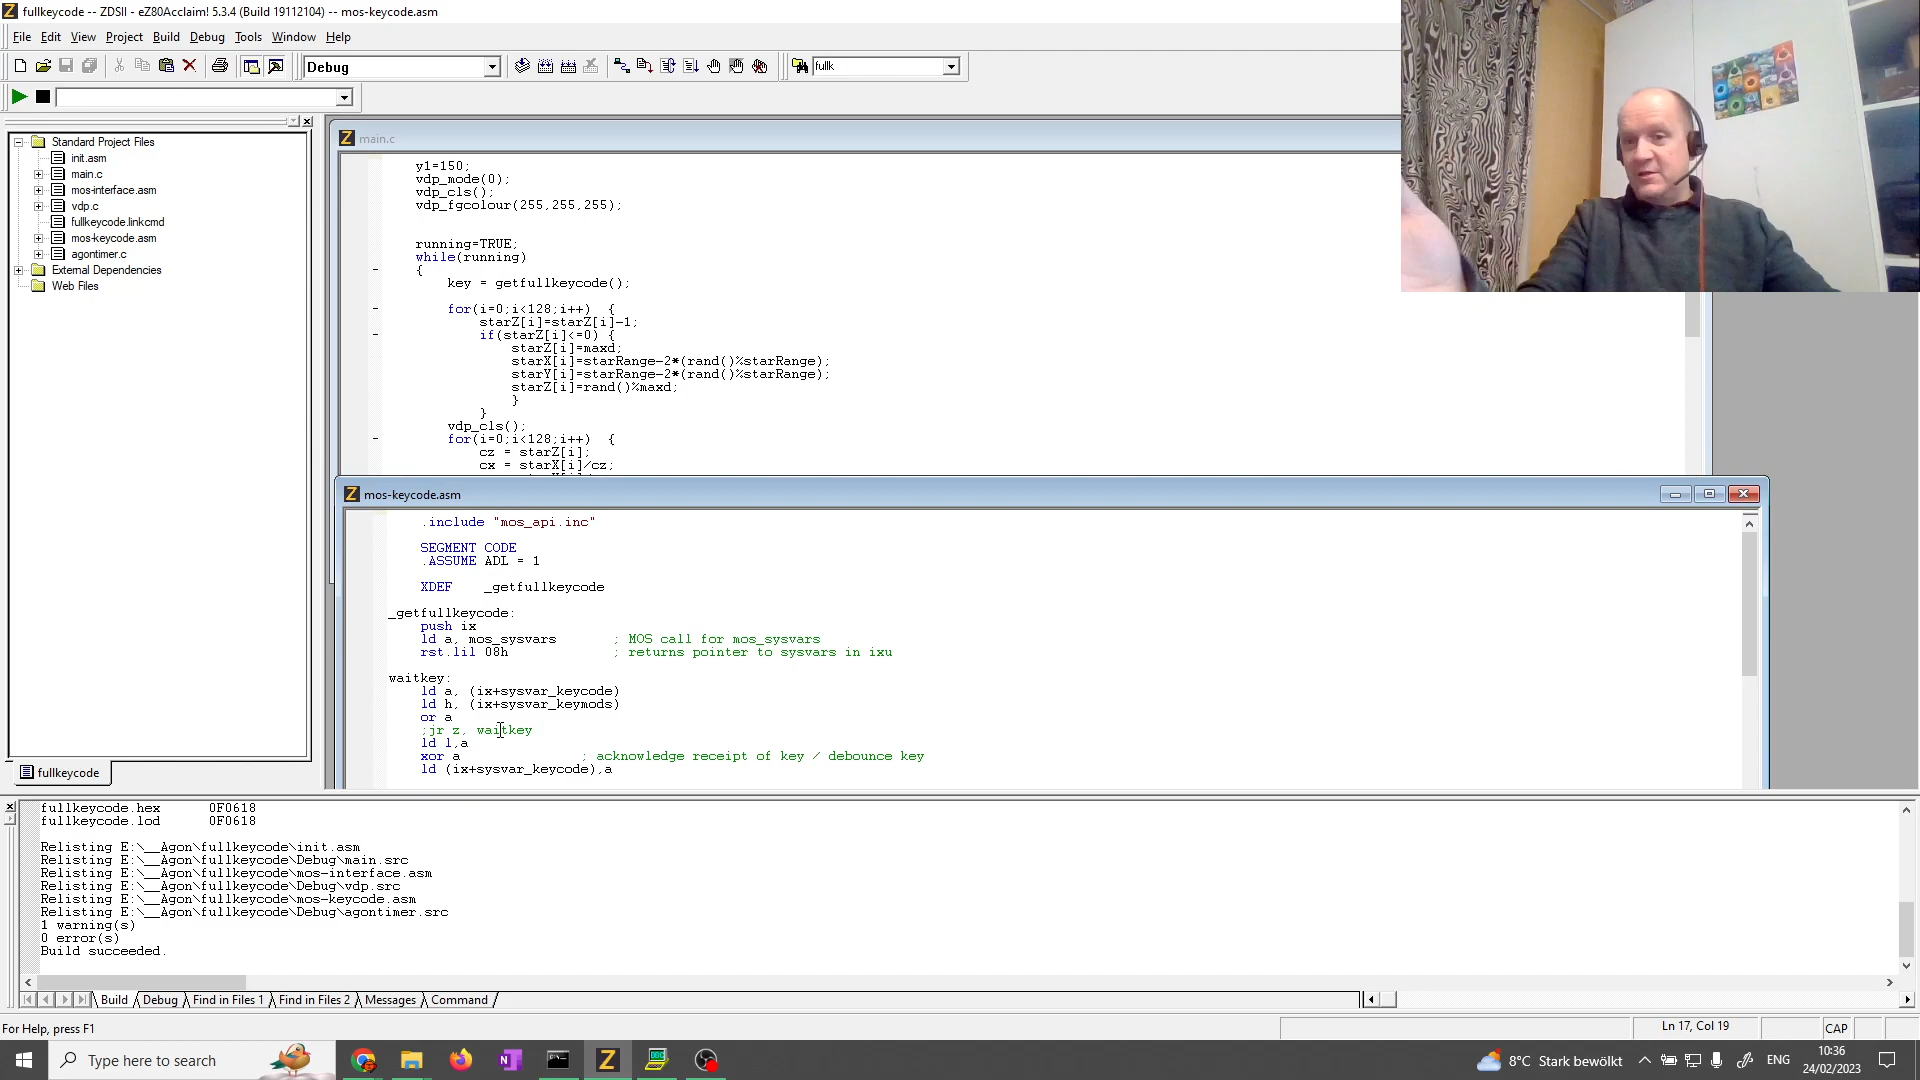 fullkeycode -- ZDSII - eZ80Acclaim! 5.3.4 (Build 19112104) -- mos-keycode.asm
File Edit View Project Build Debug Tools Window Help
Debug
fullk
Standard Project Files
init.asm
main.c
mos-interface.asm
vdp.c
fullkeycode.linkcmd
mos-keycode.asm
agontimer.c
External Dependencies
Web Files
fullkeycode
main.c
y1=150;
vdp_mode(0);
vdp_cls();
vdp_fgcolour(255,255,255);
running=TRUE;
while(running)
{
key = getfullkeycode();
for(i=0;i<128;i++) {
starZ[i]=starZ[i]-1;
if(starZ[i]<=0) {
starZ[i]=maxd;
starX[i]=starRange-2*(rand()%starRange);
starY[i]=starRange-2*(rand()%starRange);
starZ[i]=rand()%maxd;
}
}
vdp_cls();
for(i=0;i<128;i++) {
cz = starZ[i];
cx = starX[i]/cz;
mos-keycode.asm
.include "mos_api.inc"
SEGMENT CODE
.ASSUME ADL = 1
XDEF _getfullkeycode
_getfullkeycode:
push ix
ld a, mos_sysvars ; MOS call for mos_sysvars
rst.lil 08h ; returns pointer to sysvars in ixu
waitkey:
ld a, (ix+sysvar_keycode)
ld h, (ix+sysvar_keymods)
or a
;jr z, waitkey
ld l,a
xor a ; acknowledge receipt of key / debounce key
ld (ix+sysvar_keycode),a
fullkeycode.hex 0F0618
fullkeycode.lod 0F0618
Relisting E:\__Agon\fullkeycode\init.asm
Relisting E:\__Agon\fullkeycode\Debug\main.src
Relisting E:\__Agon\fullkeycode\mos-interface.asm
Relisting E:\__Agon\fullkeycode\Debug\vdp.src
Relisting E:\__Agon\fullkeycode\mos-keycode.asm
Relisting E:\__Agon\fullkeycode\Debug\agontimer.src
1 warning(s)
0 error(s)
Build succeeded.
Build Debug Find in Files 1 Find in Files 2 Messages Command
For Help, press F1
Ln 17, Col 19
CAP
Type here to search
8°C Stark bewölkt
ENG
10:36
24/02/2023